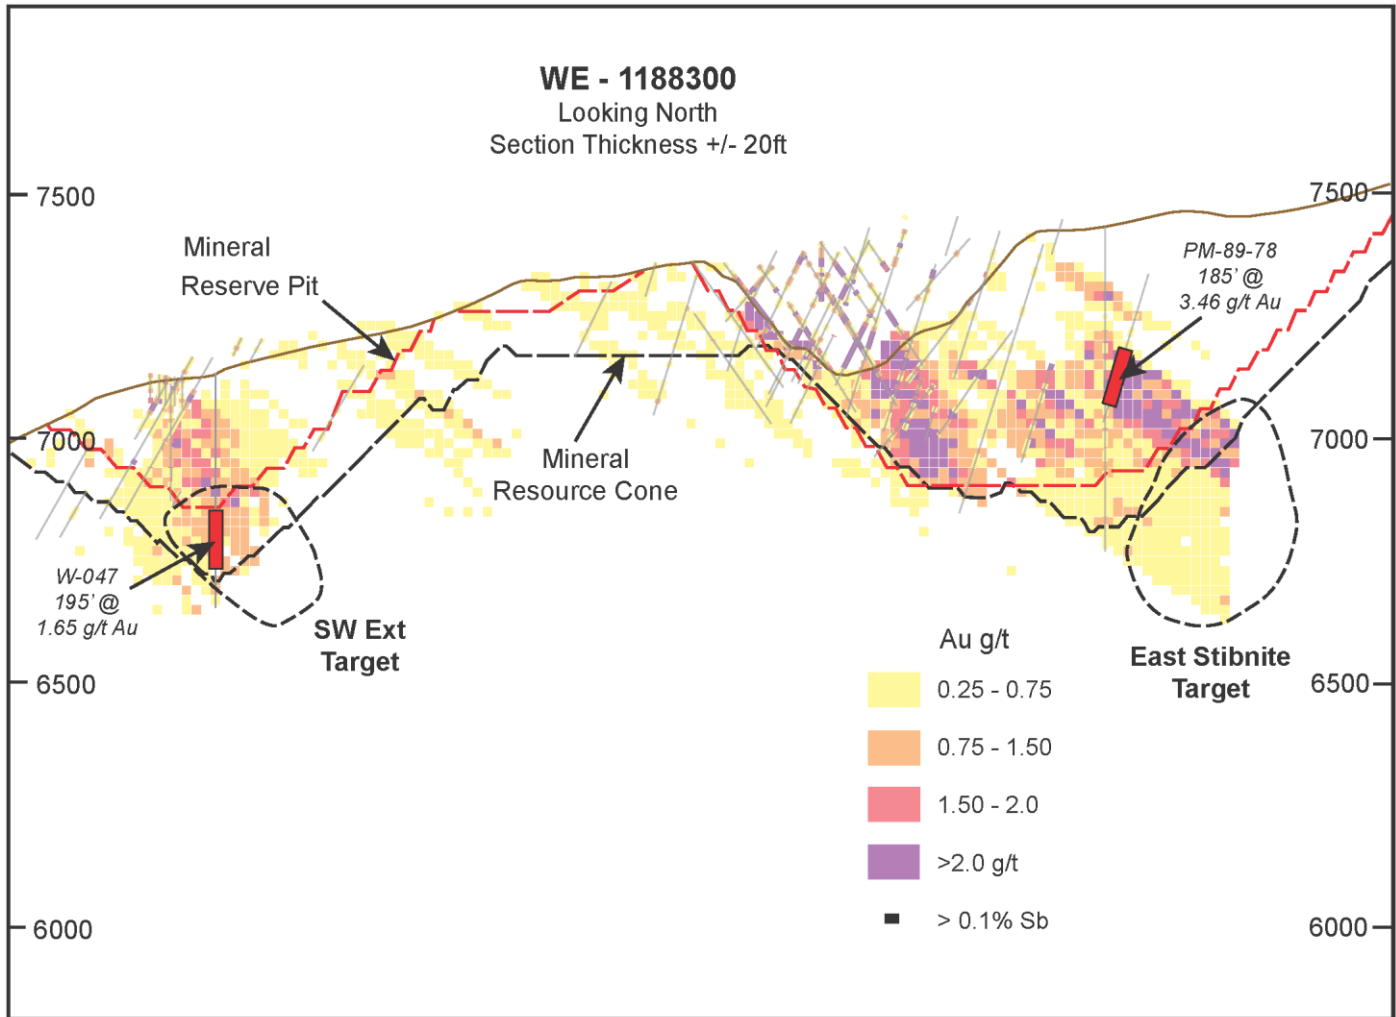 WE - 1188300
Looking North
Section Thickness +/- 20ft
7500
7500
Mineral
Reserve Pit
PM-89-78
185' @
3.46 g/t Au
7000
7000
Mineral
Resource Cone
W-047
195' @
1.65 g/t Au
SW Ext
Target
East Stibnite
Target
6500
6500
Au g/t
0.25 - 0.75
0.75 - 1.50
1.50 - 2.0
>2.0 g/t
> 0.1% Sb
6000
6000